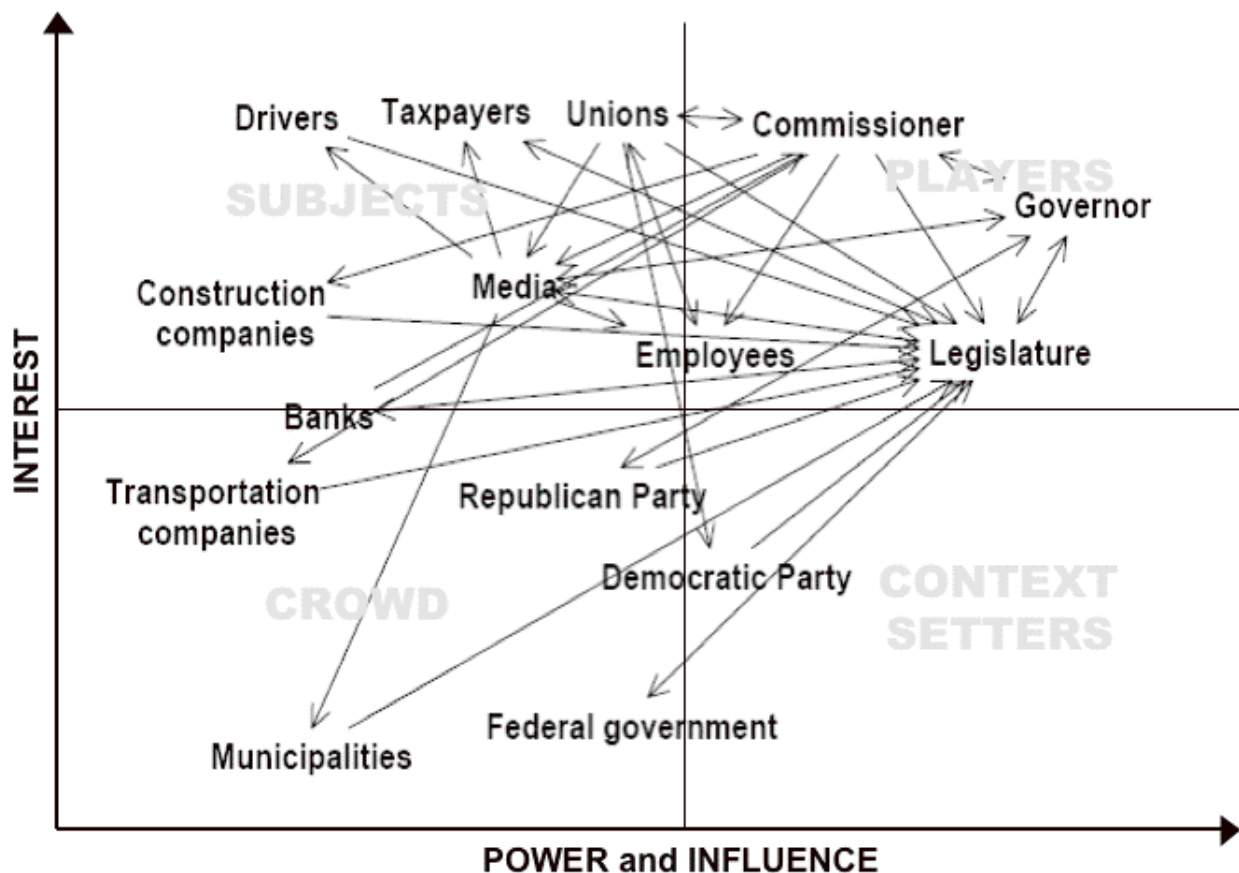 Drivers
Taxpayers
Unions
Commissioner
SUBJECTS
PLAYERS
Governor
Construction
companies
Media
Employees
Legislature
INTEREST
Banks
Transportation
companies
Republican Party
Democratic Party
CROWD
CONTEXT
SETTERS
Municipalities
Federal government
POWER and INFLUENCE